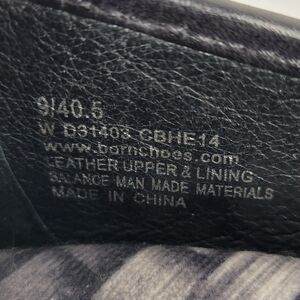 9/40.5
W D31403 CBHE14
www.bornshoes.com
LEATHER UPPER & LINING
BALANCE MAN MADE MATERIALS
MADE IN CHINA